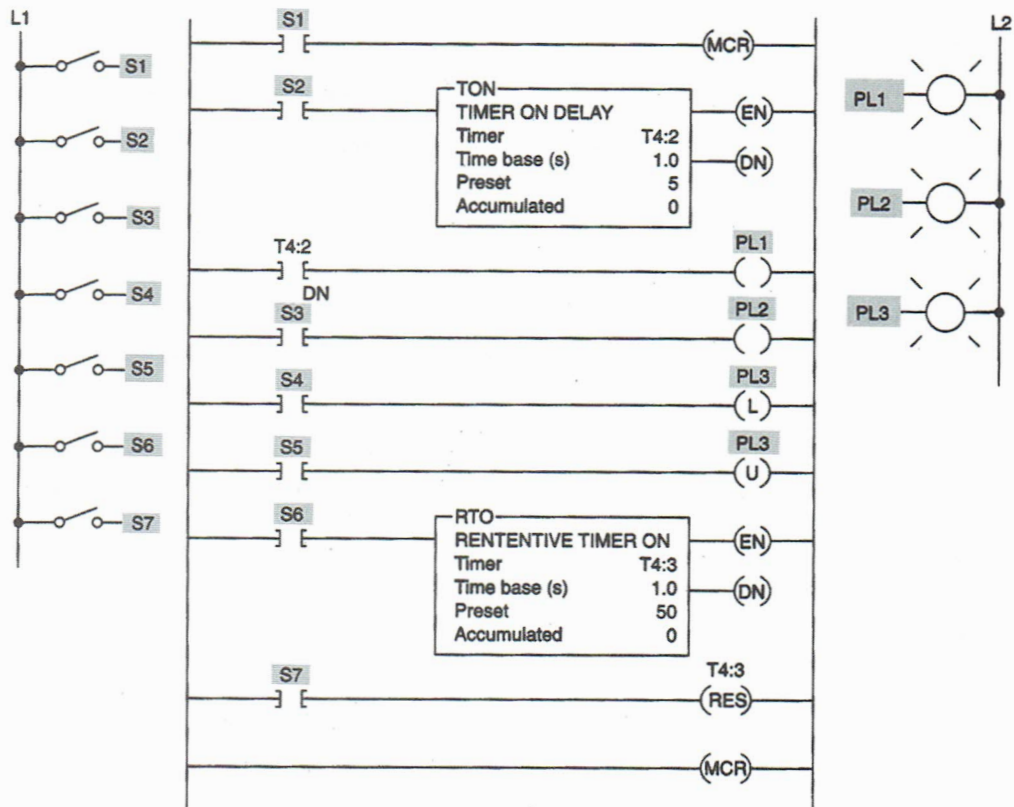 L1
L2
S1
S2
S3
S4
S5
S6
S7
S1
MCR
S2
TON
TIMER ON DELAY
Timer T4:2
Time base (s) 1.0
Preset 5
Accumulated 0
EN
DN
T4:2
DN
PL1
S3
PL2
S4
PL3
L
S5
PL3
U
S6
RTO
RENTENTIVE TIMER ON
Timer T4:3
Time base (s) 1.0
Preset 50
Accumulated 0
EN
DN
S7
T4:3
RES
MCR
PL1
PL2
PL3